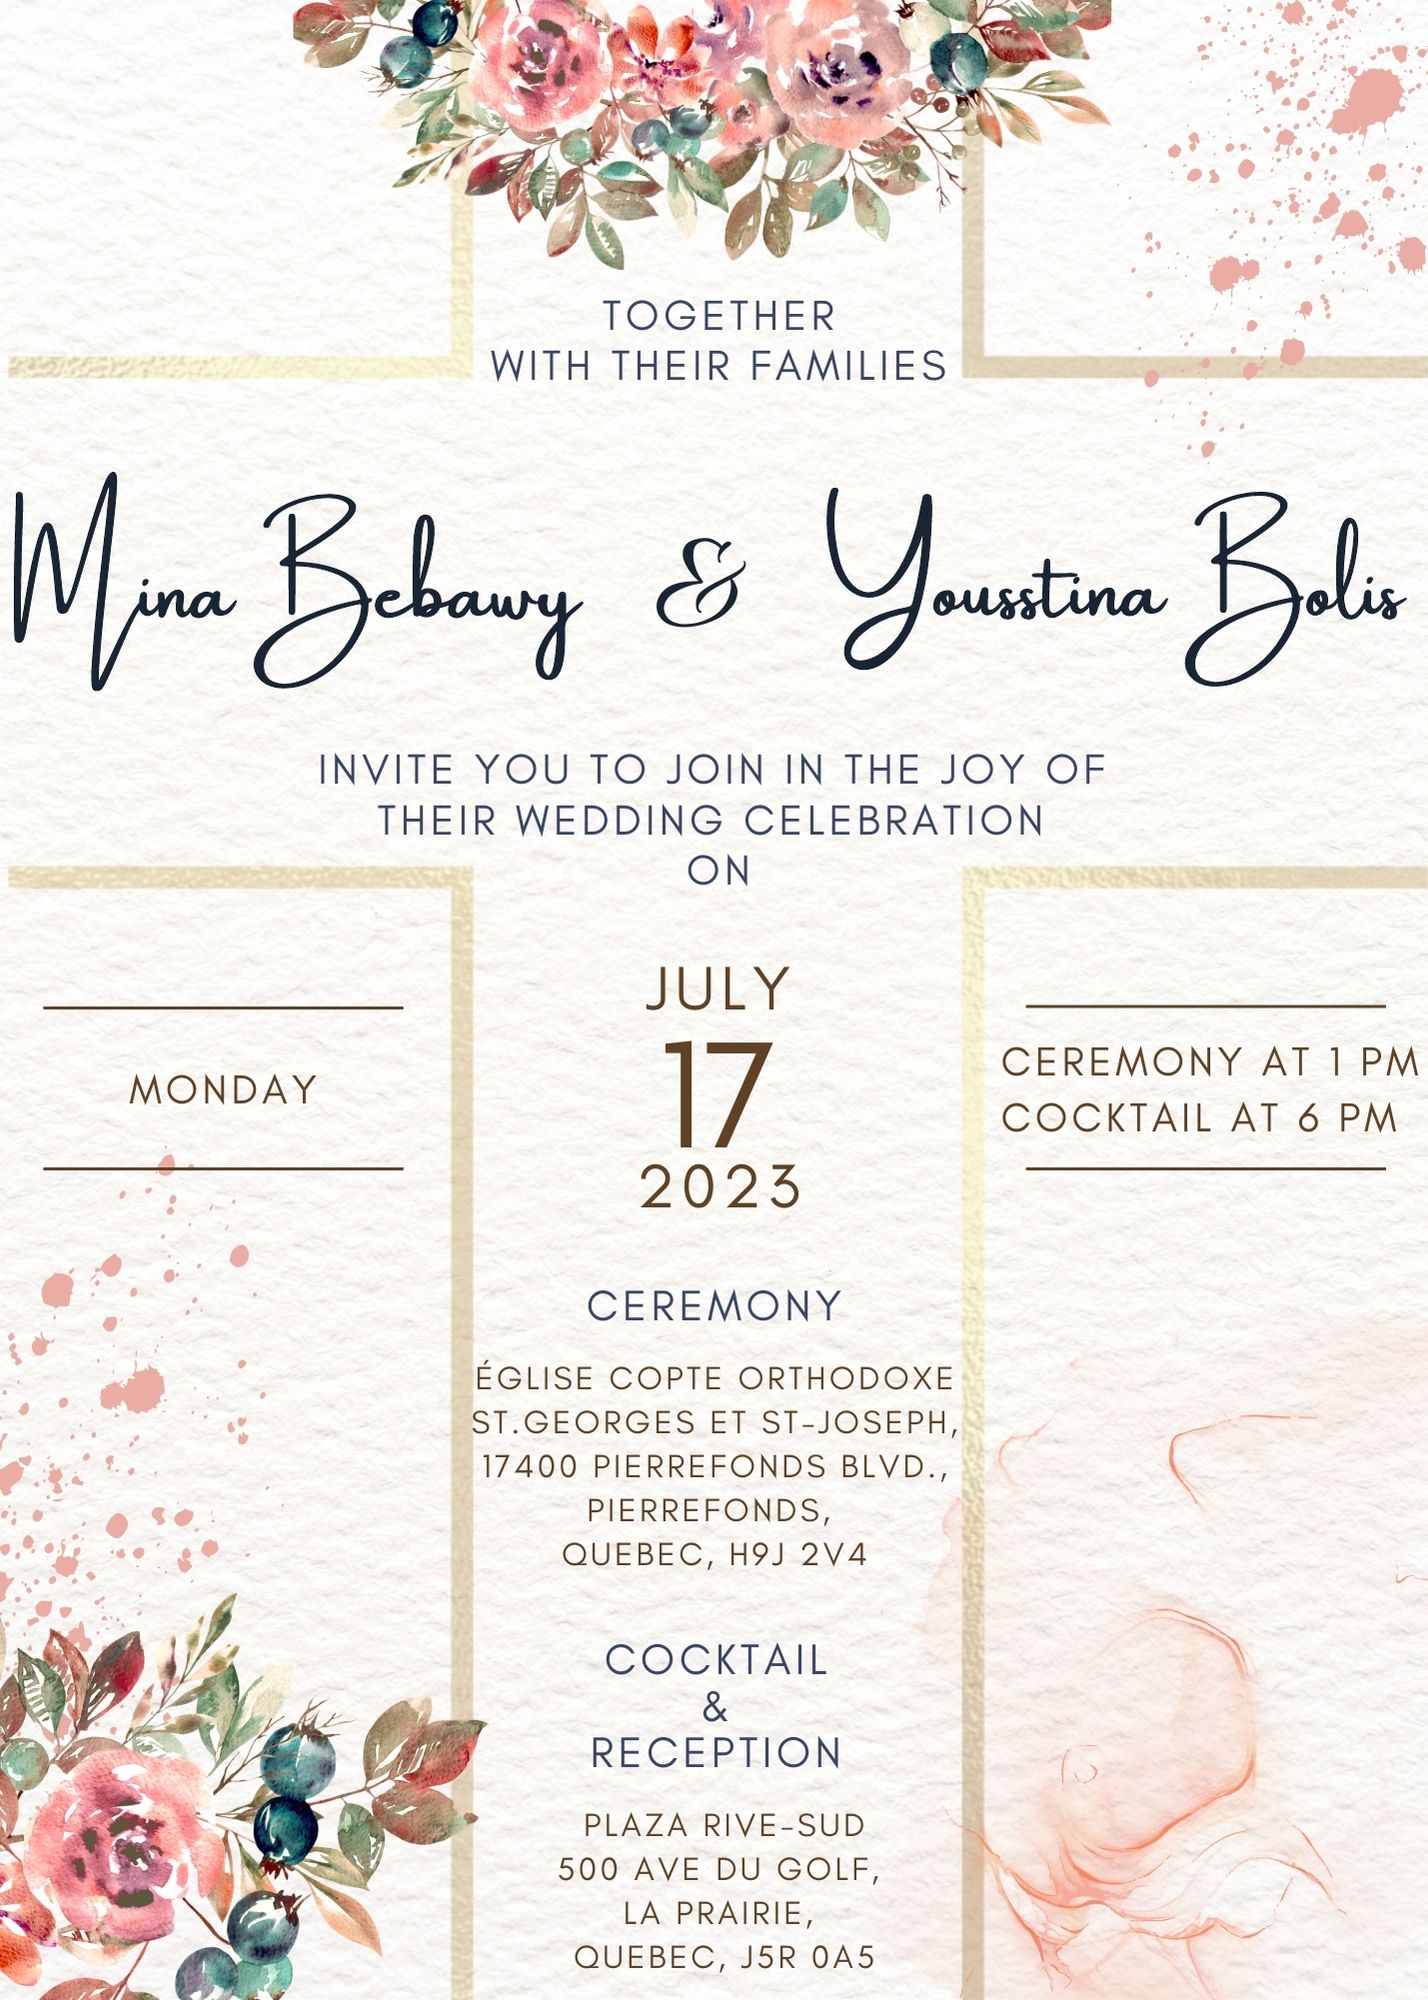 TOGETHER
WITH THEIR FAMILIES
Mina Bebawy & Yousstina Bolis
INVITE YOU TO JOIN IN THE JOY OF
THEIR WEDDING CELEBRATION
ON
MONDAY
JULY
17
2023
CEREMONY AT 1 PM
COCKTAIL AT 6 PM
CEREMONY
ÉGLISE COPTE ORTHODOXE
ST.GEORGES ET ST-JOSEPH,
17400 PIERREFONDS BLVD.,
PIERREFONDS,
QUEBEC, H9J 2V4
COCKTAIL
&
RECEPTION
PLAZA RIVE-SUD
500 AVE DU GOLF,
LA PRAIRIE,
QUEBEC, J5R 0A5